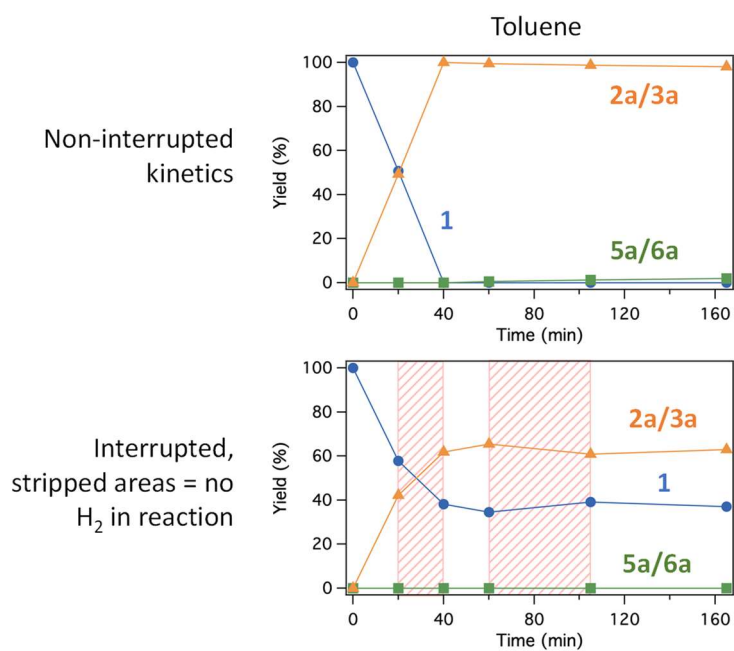 Toluene
Non-interrupted
kinetics
Yield (%)
100
80
60
40
20
0
2a/3a
1
5a/6a
0
40
80
120
160
Time (min)
Interrupted,
stripped areas = no
H₂ in reaction
Yield (%)
100
80
60
40
20
0
2a/3a
1
5a/6a
0
40
80
120
160
Time (min)